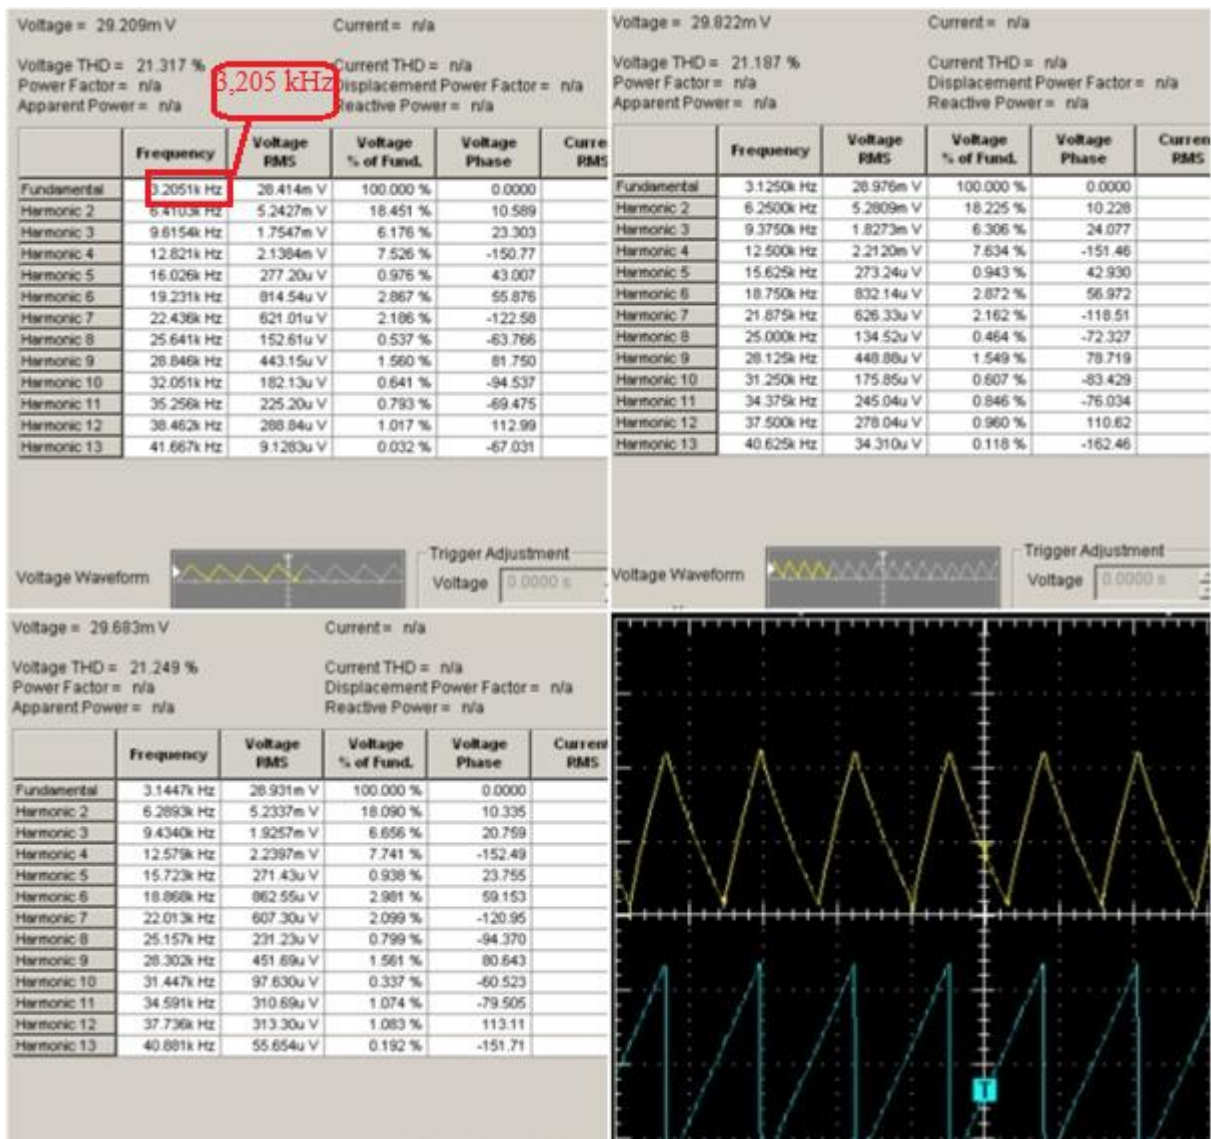 Voltage = 29.209m V Current = n/a
Voltage THD = 21.317 % Current THD = n/a
Power Factor = n/a Displacement Power Factor = n/a
Apparent Power = n/a Reactive Power = n/a
3,205 kHz
Frequency Voltage RMS Voltage % of Fund. Voltage Phase Curre RMS
Fundamental 3.2051k Hz 28.414m V 100.000 % 0.0000
Harmonic 2 6.4103k Hz 5.2427m V 18.451 % 10.589
Harmonic 3 9.6154k Hz 1.7547m V 6.176 % 23.303
Harmonic 4 12.821k Hz 2.1384m V 7.526 % -150.77
Harmonic 5 16.026k Hz 277.20u V 0.976 % 43.007
Harmonic 6 19.231k Hz 814.54u V 2.867 % 55.876
Harmonic 7 22.436k Hz 621.01u V 2.186 % -122.58
Harmonic 8 25.641k Hz 152.61u V 0.537 % -63.766
Harmonic 9 28.846k Hz 443.15u V 1.560 % 81.750
Harmonic 10 32.051k Hz 182.13u V 0.641 % -94.537
Harmonic 11 35.256k Hz 225.20u V 0.793 % -69.475
Harmonic 12 38.462k Hz 288.84u V 1.017 % 112.99
Harmonic 13 41.667k Hz 9.1283u V 0.032 % -67.031
Voltage Waveform
Trigger Adjustment
Voltage 0.0000 s
Voltage = 29.822m V Current = n/a
Voltage THD = 21.187 % Current THD = n/a
Power Factor = n/a Displacement Power Factor = n/a
Apparent Power = n/a Reactive Power = n/a
Frequency Voltage RMS Voltage % of Fund. Voltage Phase Curren RMS
Fundamental 3.1250k Hz 28.976m V 100.000 % 0.0000
Harmonic 2 6.2500k Hz 5.2809m V 18.225 % 10.228
Harmonic 3 9.3750k Hz 1.8273m V 6.306 % 24.077
Harmonic 4 12.500k Hz 2.2120m V 7.634 % -151.46
Harmonic 5 15.625k Hz 273.24u V 0.943 % 42.930
Harmonic 6 18.750k Hz 832.14u V 2.872 % 56.972
Harmonic 7 21.875k Hz 626.33u V 2.162 % -118.51
Harmonic 8 25.000k Hz 134.52u V 0.464 % -72.327
Harmonic 9 28.125k Hz 448.88u V 1.549 % 78.719
Harmonic 10 31.250k Hz 175.85u V 0.607 % -83.429
Harmonic 11 34.375k Hz 245.04u V 0.846 % -76.034
Harmonic 12 37.500k Hz 278.04u V 0.960 % 110.62
Harmonic 13 40.625k Hz 34.310u V 0.118 % -162.46
Voltage Waveform
Trigger Adjustment
Voltage 0.0000 s
Voltage = 29.683m V Current = n/a
Voltage THD = 21.249 % Current THD = n/a
Power Factor = n/a Displacement Power Factor = n/a
Apparent Power = n/a Reactive Power = n/a
Frequency Voltage RMS Voltage % of Fund. Voltage Phase Current RMS
Fundamental 3.1447k Hz 28.931m V 100.000 % 0.0000
Harmonic 2 6.2893k Hz 5.2337m V 18.090 % 10.335
Harmonic 3 9.4340k Hz 1.9257m V 6.656 % 20.759
Harmonic 4 12.579k Hz 2.2397m V 7.741 % -152.49
Harmonic 5 15.723k Hz 271.43u V 0.938 % 23.755
Harmonic 6 18.868k Hz 862.55u V 2.981 % 59.153
Harmonic 7 22.013k Hz 607.30u V 2.099 % -120.95
Harmonic 8 25.157k Hz 231.23u V 0.799 % -94.370
Harmonic 9 28.302k Hz 451.69u V 1.561 % 80.643
Harmonic 10 31.447k Hz 97.630u V 0.337 % -60.523
Harmonic 11 34.591k Hz 310.69u V 1.074 % -79.505
Harmonic 12 37.736k Hz 313.30u V 1.083 % 113.11
Harmonic 13 40.881k Hz 55.654u V 0.192 % -151.71
T